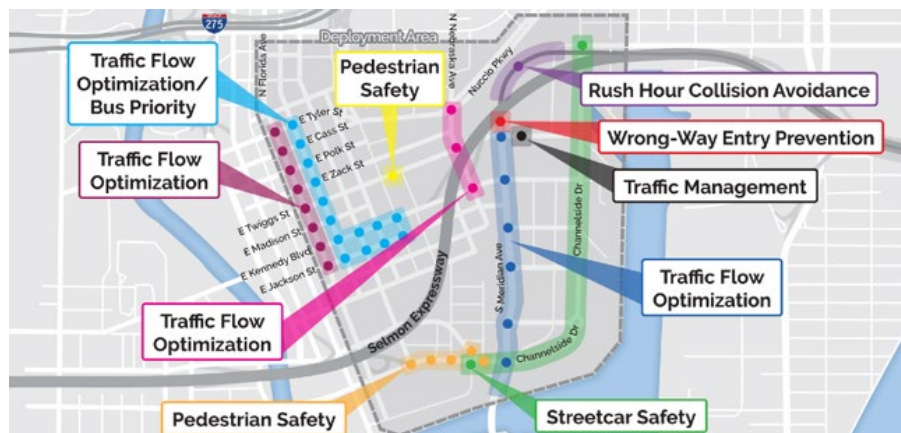 275
Deployment Area
N Florida Ave
N Nebraska Ave
Nuccio Pkwy
Traffic Flow
Optimization/
Bus Priority
Pedestrian
Safety
Rush Hour Collision Avoidance
E Tyler St
E Cass St
E Polk St
E Zack St
Wrong-Way Entry Prevention
Traffic Flow
Optimization
Traffic Management
E Twiggs St
E Madison St
E Kennedy Blvd
E Jackson St
Channelside Dr
S Meridian Ave
Selmon Expressway
Traffic Flow
Optimization
Traffic Flow
Optimization
Channelside Dr
Pedestrian Safety
Streetcar Safety